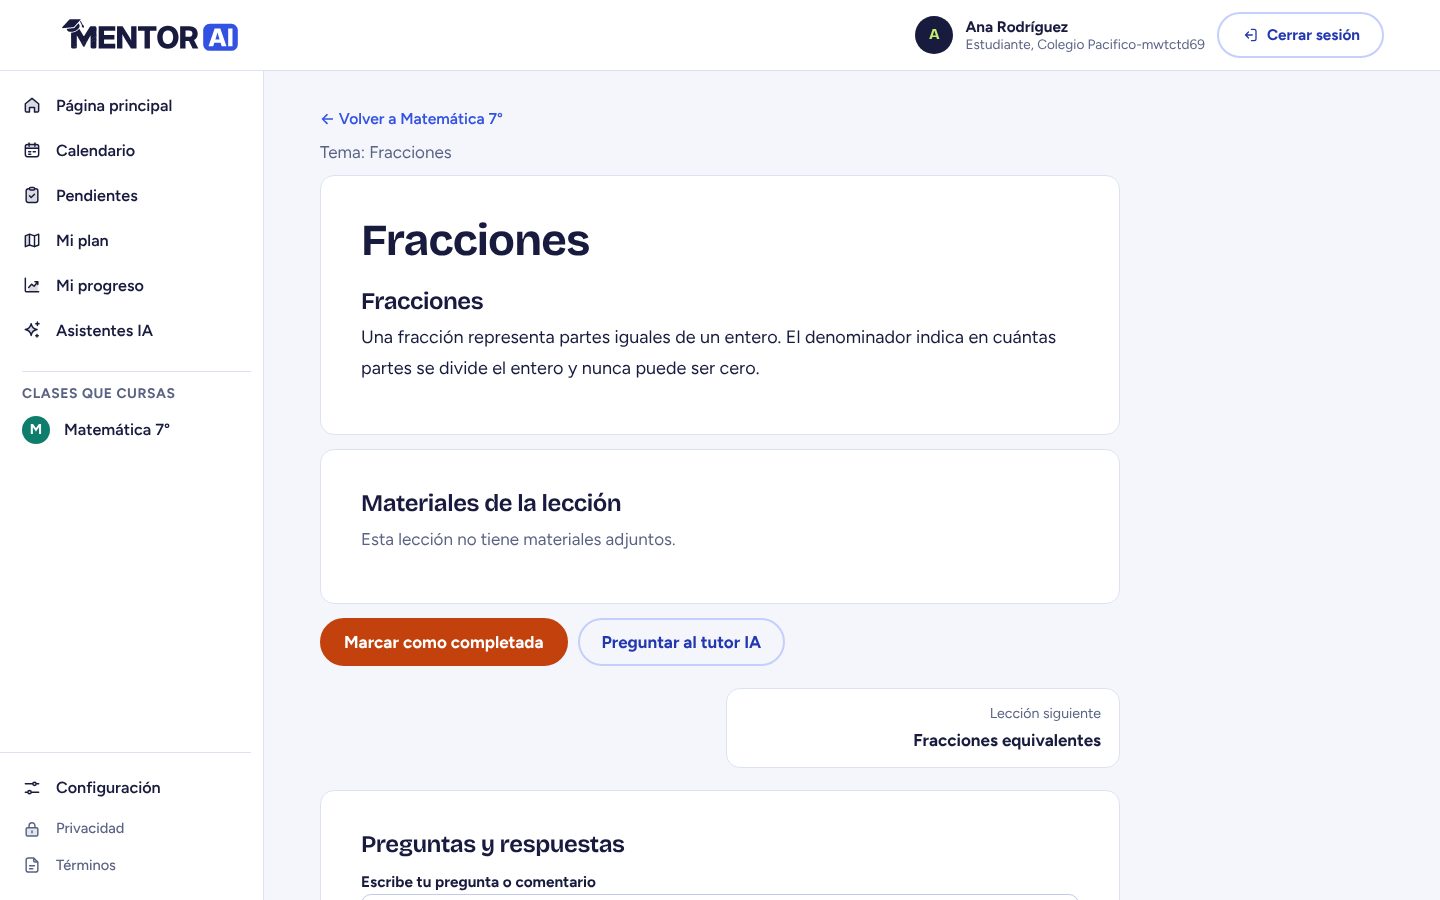 MENTOR AI
A
Ana Rodríguez
Estudiante, Colegio Pacifico-mwtctd69
Cerrar sesión
Página principal
Calendario
Pendientes
Mi plan
Mi progreso
Asistentes IA
CLASES QUE CURSAS
M
Matemática 7°
Configuración
Privacidad
Términos
← Volver a Matemática 7°
Tema: Fracciones
Fracciones
Fracciones
Una fracción representa partes iguales de un entero. El denominador indica en cuántas
partes se divide el entero y nunca puede ser cero.
Materiales de la lección
Esta lección no tiene materiales adjuntos.
Marcar como completada
Preguntar al tutor IA
Lección siguiente
Fracciones equivalentes
Preguntas y respuestas
Escribe tu pregunta o comentario